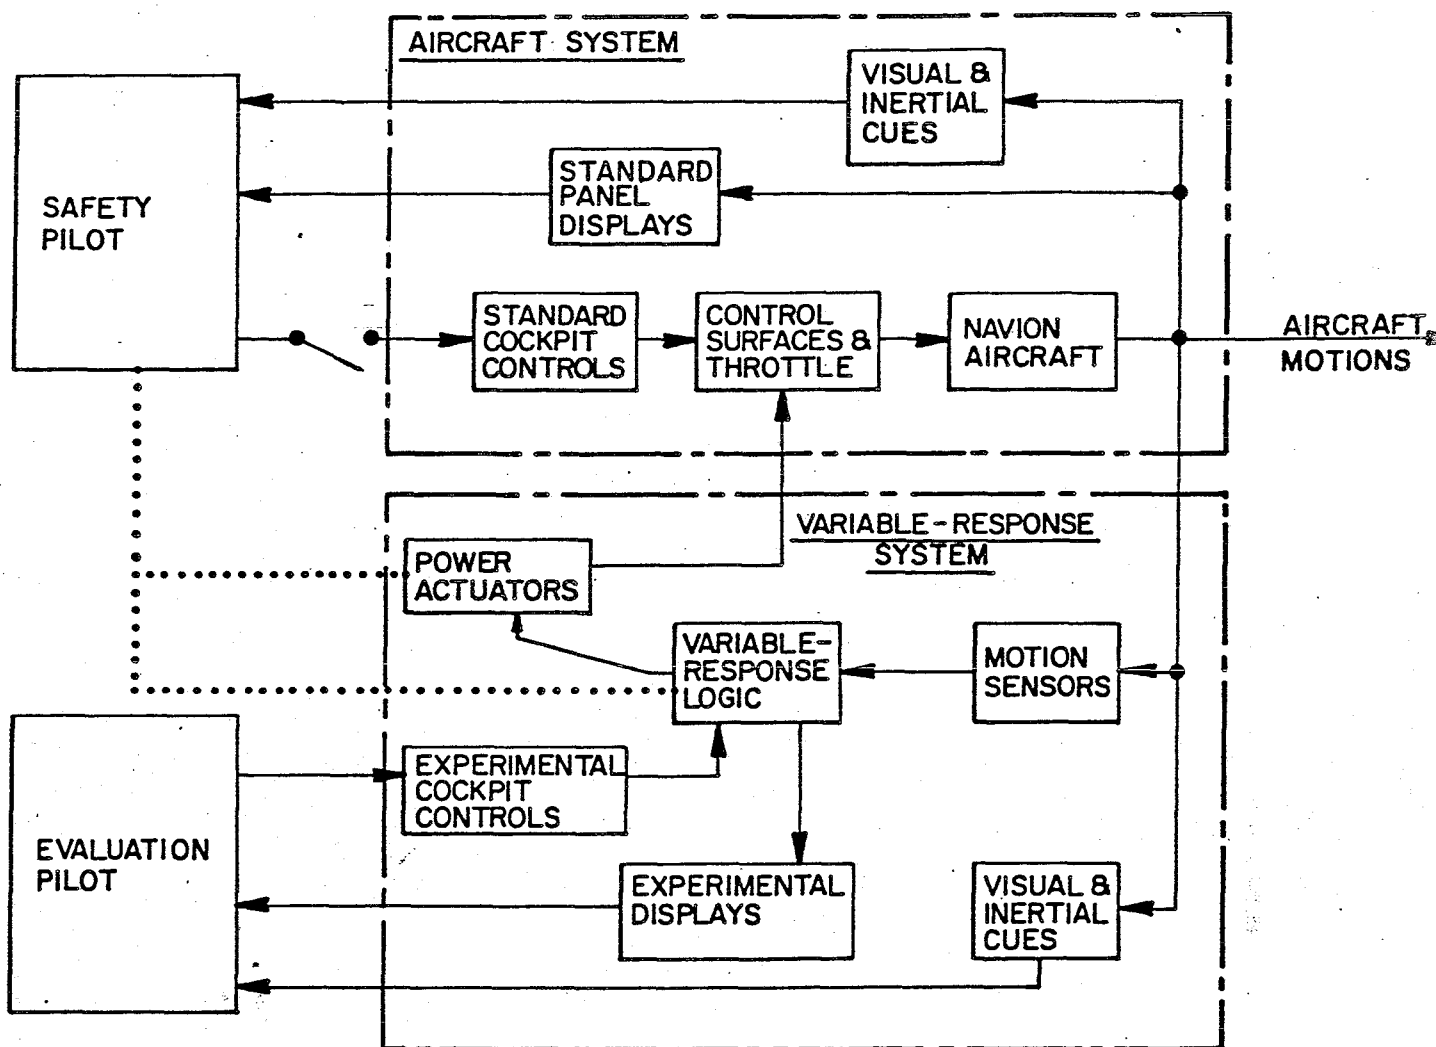 AIRCRAFT SYSTEM
VISUAL &
INERTIAL
CUES
STANDARD
PANEL
DISPLAYS
SAFETY
PILOT
STANDARD
COCKPIT
CONTROLS
CONTROL
SURFACES &
THROTTLE
NAVION
AIRCRAFT
AIRCRAFT
MOTIONS
VARIABLE-RESPONSE
SYSTEM
POWER
ACTUATORS
VARIABLE-
RESPONSE
LOGIC
MOTION
SENSORS
EXPERIMENTAL
COCKPIT
CONTROLS
EVALUATION
PILOT
EXPERIMENTAL
DISPLAYS
VISUAL &
INERTIAL
CUES